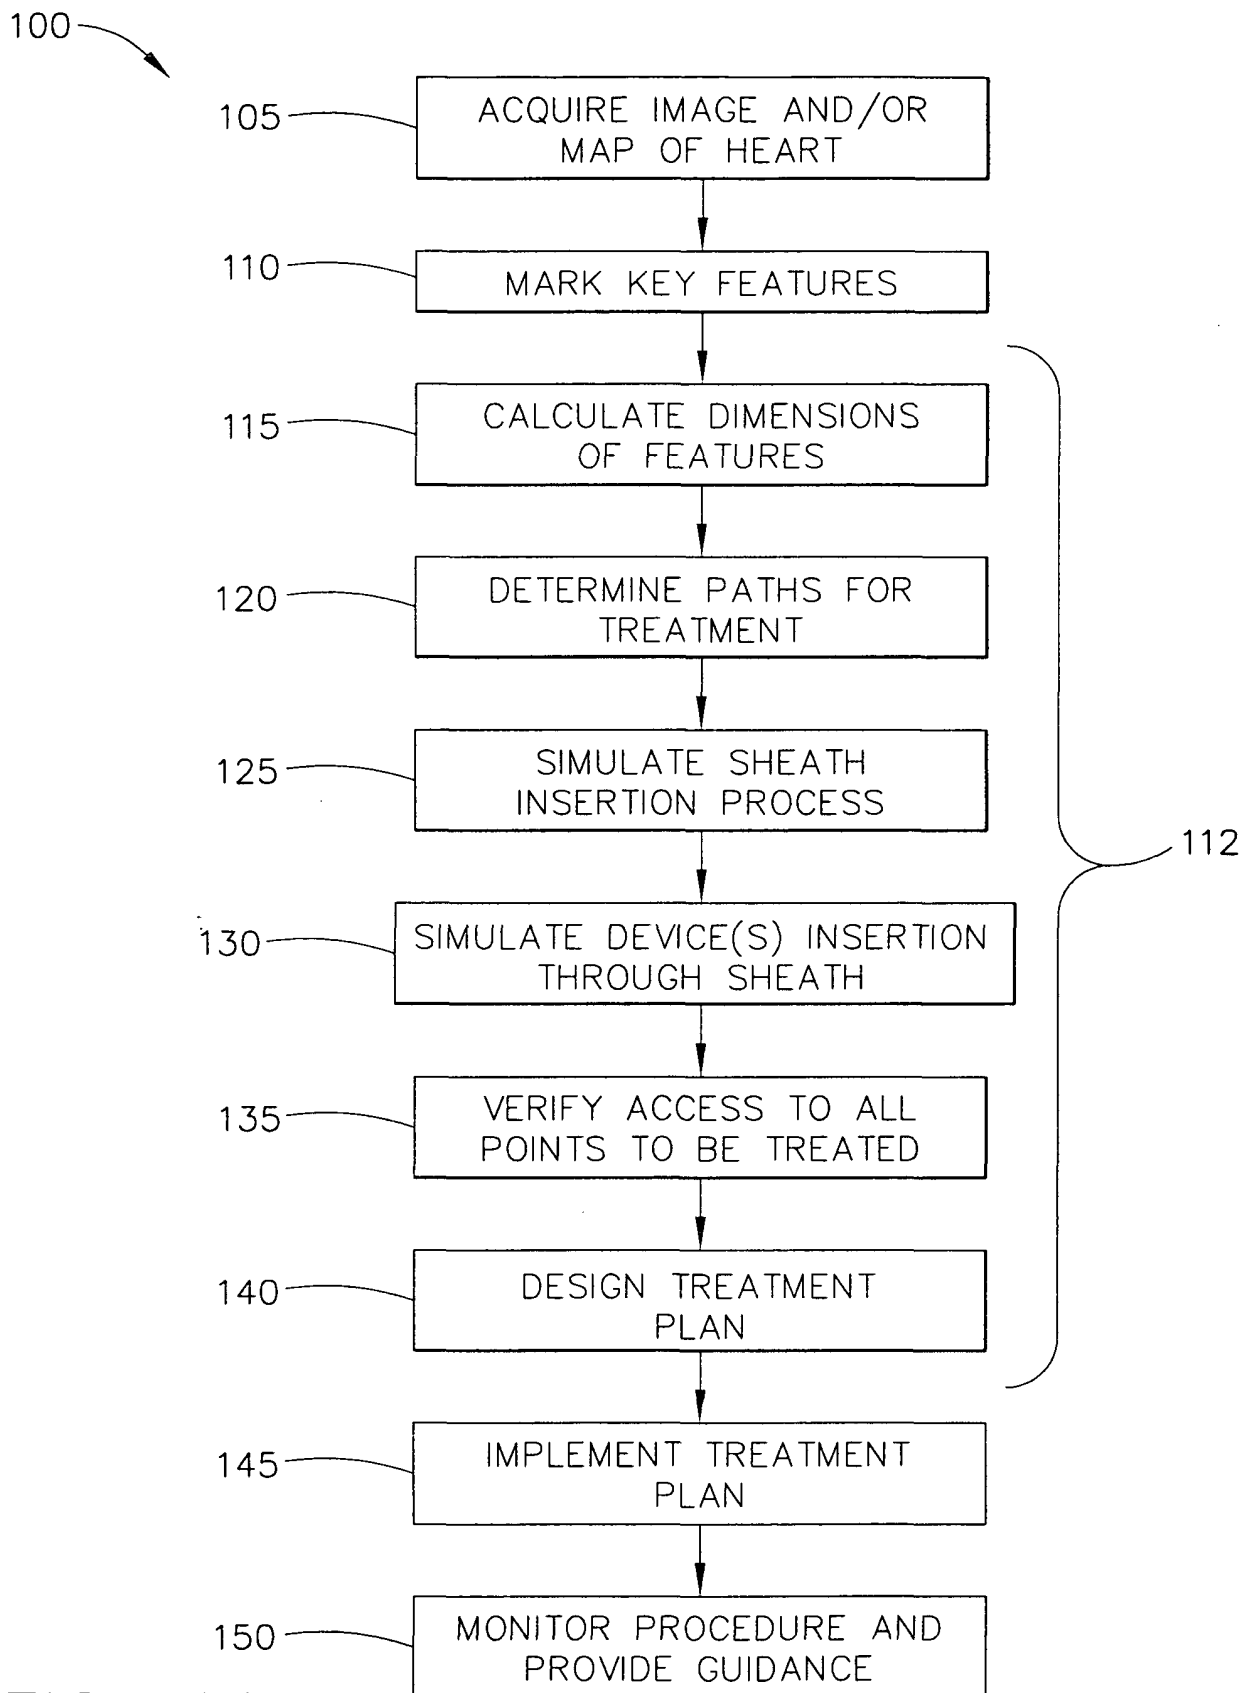 100
105
ACQUIRE IMAGE AND/OR
MAP OF HEART
110
MARK KEY FEATURES
115
CALCULATE DIMENSIONS
OF FEATURES
120
DETERMINE PATHS FOR
TREATMENT
125
SIMULATE SHEATH
INSERTION PROCESS
112
130
SIMULATE DEVICE(S) INSERTION
THROUGH SHEATH
135
VERIFY ACCESS TO ALL
POINTS TO BE TREATED
140
DESIGN TREATMENT
PLAN
145
IMPLEMENT TREATMENT
PLAN
150
MONITOR PROCEDURE AND
PROVIDE GUIDANCE